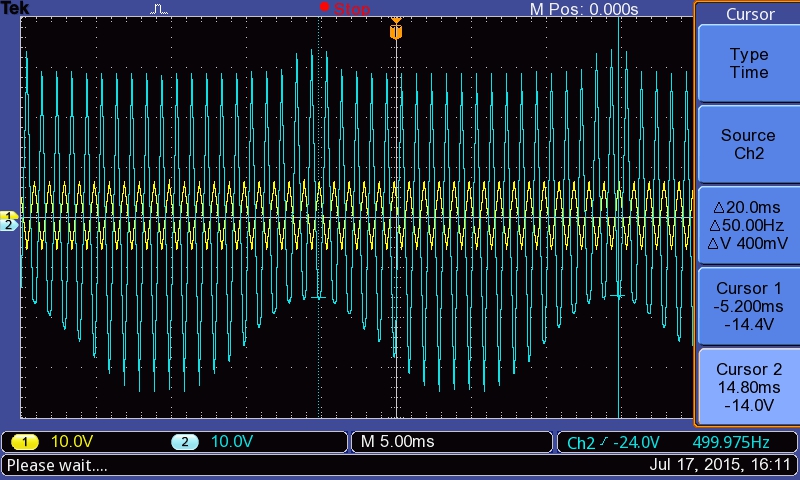 Tek Stop M Pos: 0.000s
Cursor
Type
Time
Source
Ch2
△20.0ms
△50.00Hz
△V 400mV
Cursor 1
-5.200ms
-14.4V
Cursor 2
14.80ms
-14.0V
T
1
2
1 10.0V 2 10.0V M 5.00ms Ch2 -24.0V 499.975Hz
Please wait.... Jul 17, 2015, 16:11